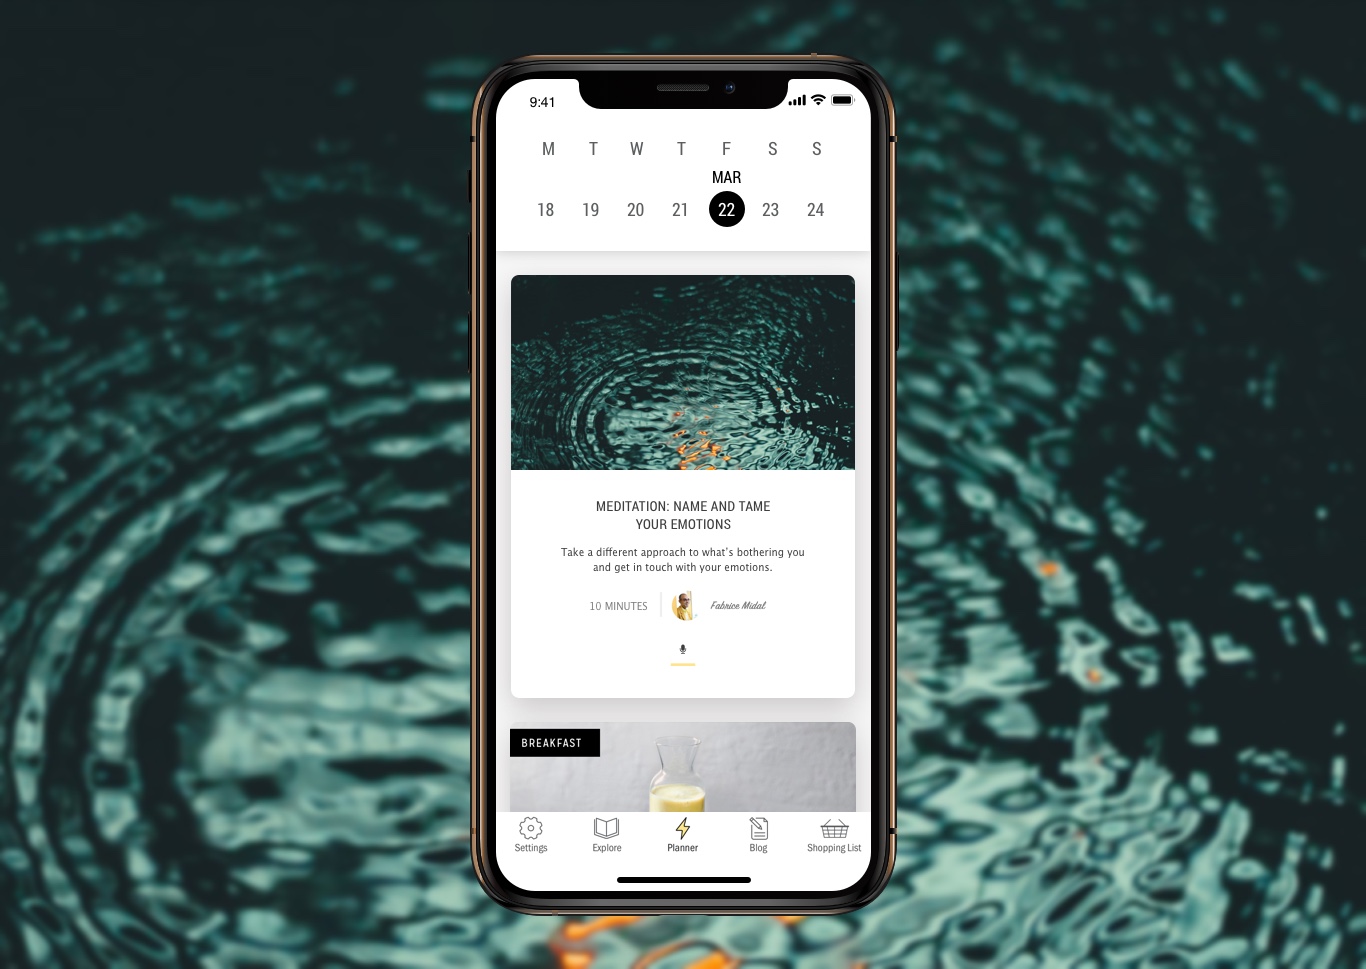 9:41
M T W T F S S
MAR
18 19 20 21 22 23 24
MEDITATION: NAME AND TAME
YOUR EMOTIONS
Take a different approach to what's bothering you
and get in touch with your emotions.
10 MINUTES Fabrice Midal
BREAKFAST
Settings Explore Planner Blog Shopping List